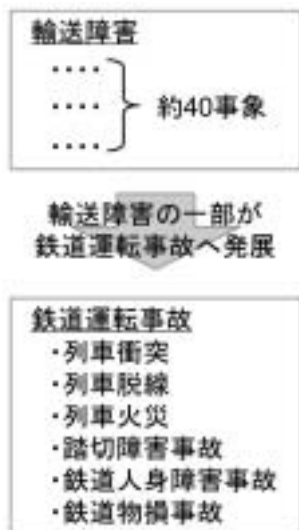 輸送障害
‥‥
‥‥ 約40事象
‥‥
輸送障害の一部が
鉄道運転事故へ発展
鉄道運転事故
・列車衝突
・列車脱線
・列車火災
・踏切障害事故
・鉄道人身障害事故
・鉄道物損事故